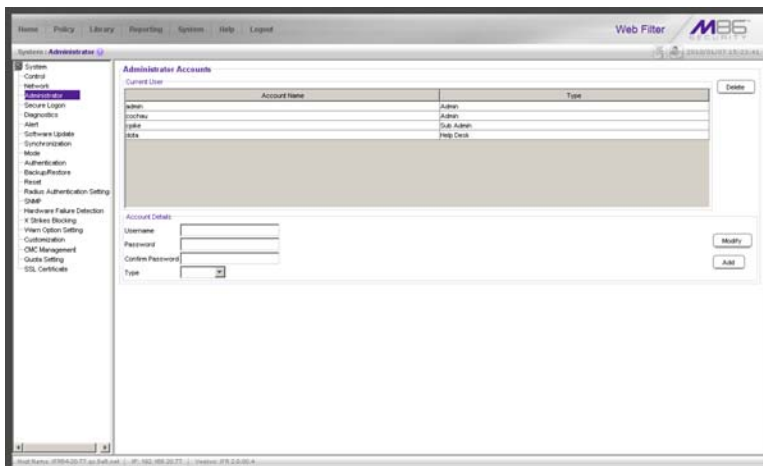 Home Policy Library Reporting System Help Logout
Web Filter
M86
SECURITY
System : Administrator
System
Control
Network
Administrator
Secure Logon
Diagnostics
Alert
Software Update
Synchronization
Mode
Authentication
Backup/Restore
Reset
Radius Authentication Setting
SNMP
Hardware Failure Detection
X Strikes Blocking
Warn Option Setting
Customization
CMC Management
Quota Setting
SSL Certificate
Administrator Accounts
Current User
Account Name Type
admin Admin
cochau Admin
Sub Admin
Help Desk
Delete
Account Details
Username
Password
Confirm Password
Type
Modify
Add
Host Name: